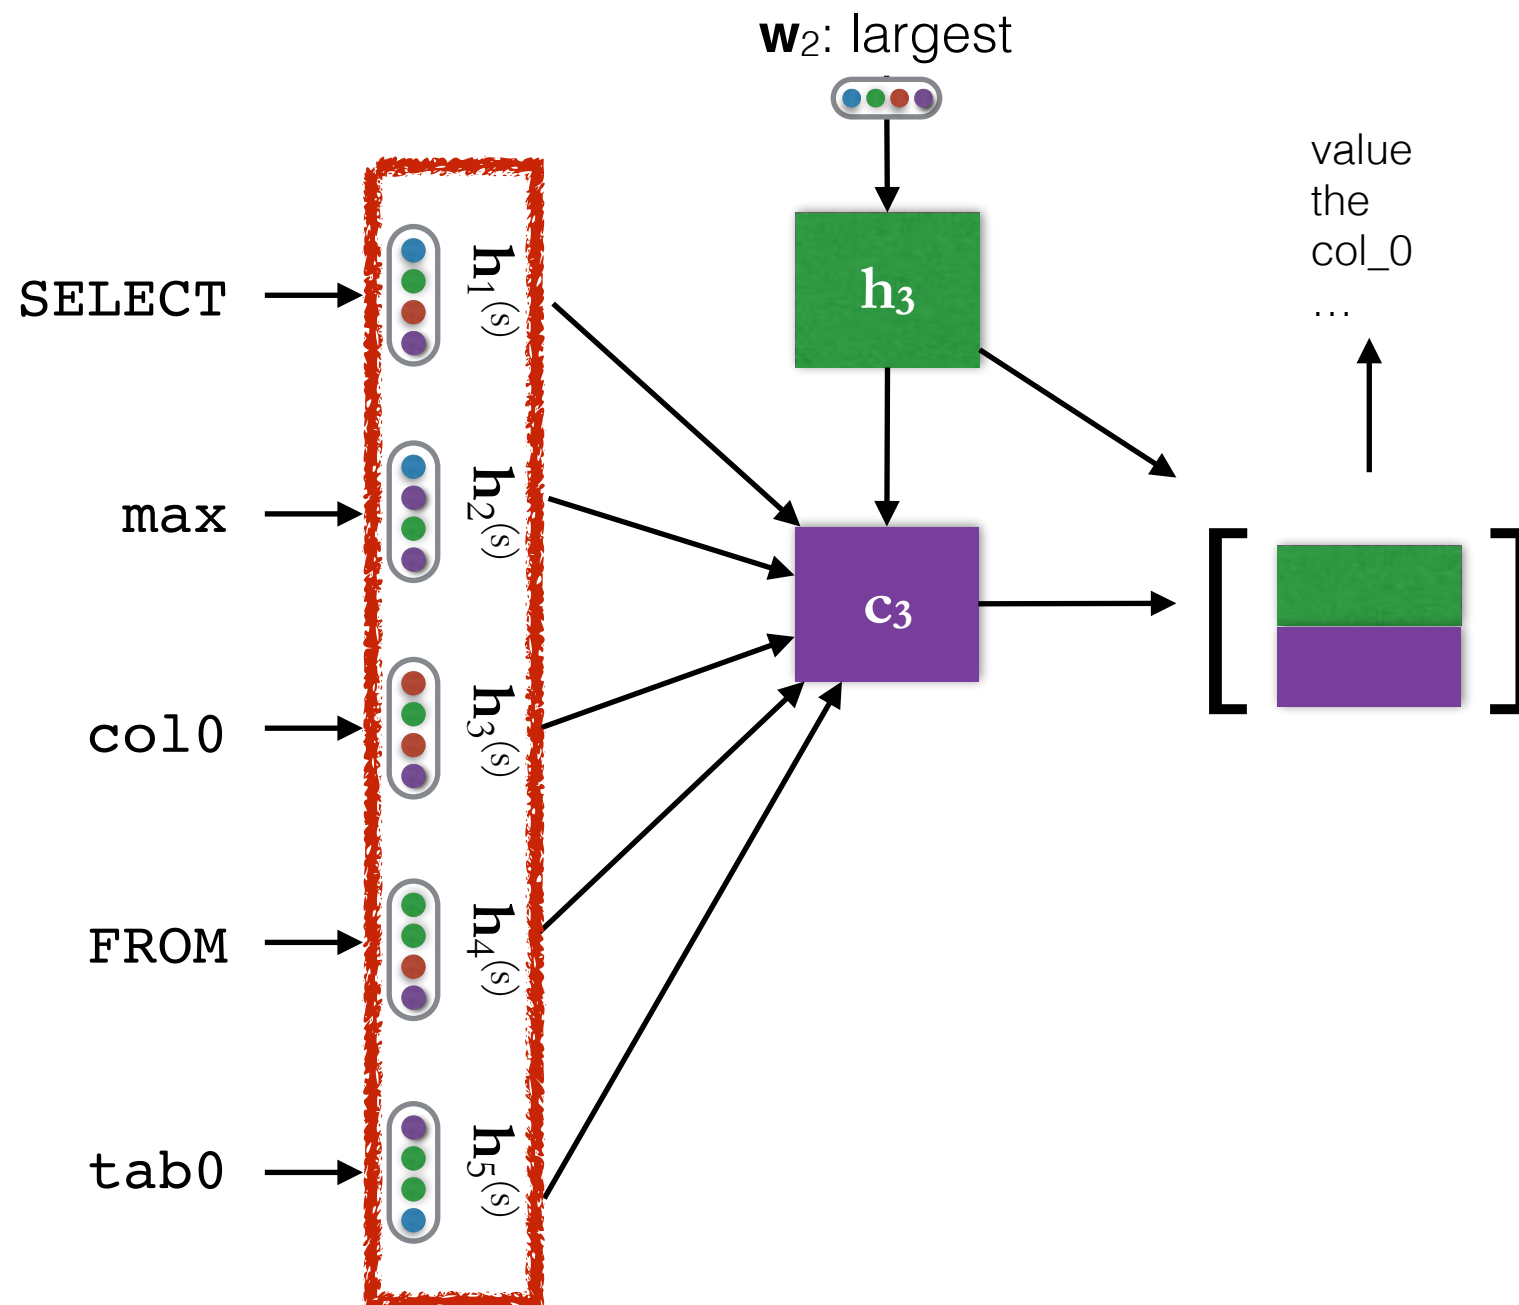 w₂: largest
value
the
col_0
...
SELECT
h₁⁽ˢ⁾
h₃
max
h₂⁽ˢ⁾
c₃
col0
h₃⁽ˢ⁾
FROM
h₄⁽ˢ⁾
tab0
h₅⁽ˢ⁾